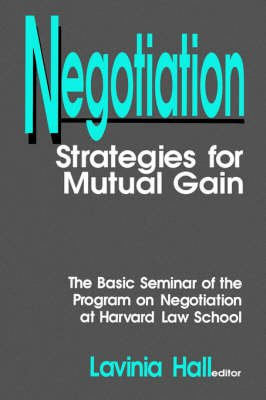 Negotiation
Strategies for
Mutual Gain
The Basic Seminar of the
Program on Negotiation
at Harvard Law School
Lavinia Hall editor